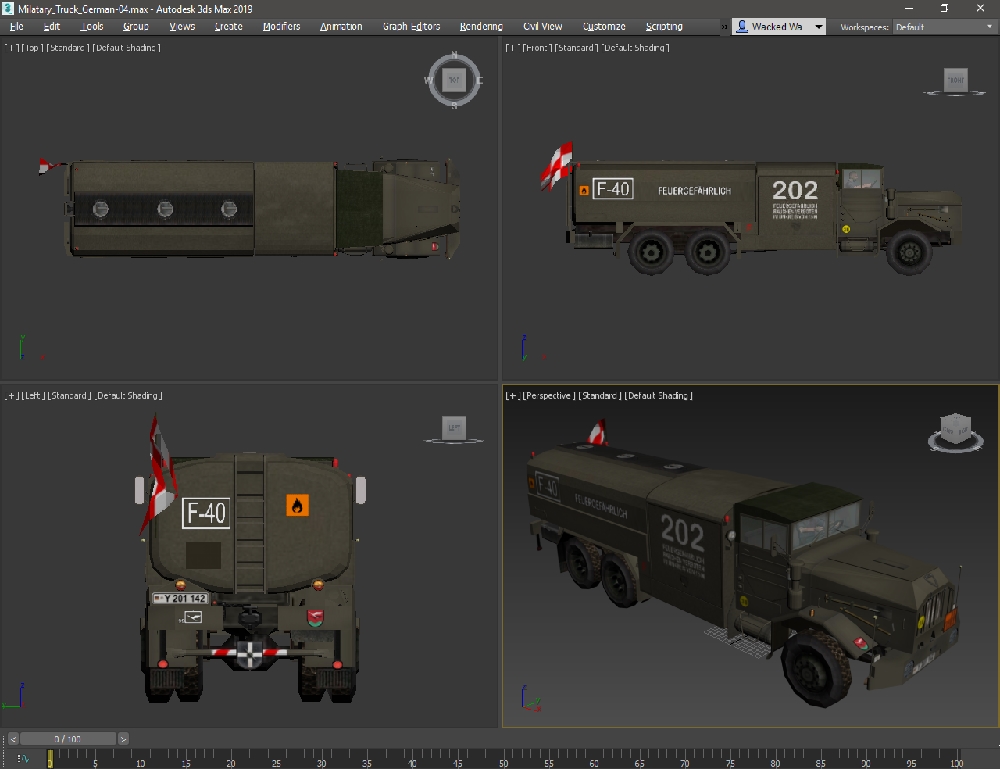 Military_Truck_German-04.max - Autodesk 3ds Max 2019
File Edit Tools Group Views Create Modifiers Animation Graph Editors Rendering Civil View Customize Scripting » Wacked Wa Workspaces: Default
[+] [Top] [Standard] [Default Shading]
N
W TOP E
S
[+] [Front] [Standard] [Default Shading]
FRONT
F-40 FEUERGEFÄHRLICH 202
FEUERGEFÄHRLICH
[+] [Left] [Standard] [Default Shading]
LEFT
F-40
Y 201 142
[+] [Perspective] [Standard] [Default Shading]
F-40 FEUERGEFÄHRLICH 202
< 0 / 100 >
0 5 10 15 20 25 30 35 40 45 50 55 60 65 70 75 80 85 90 95 100